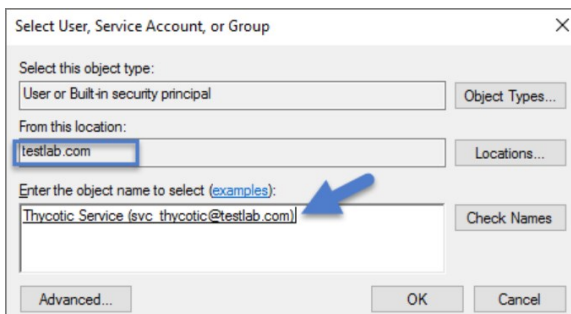 Select User, Service Account, or Group
Select this object type:
User or Built-in security principal
Object Types...
From this location:
testlab.com
Locations...
Enter the object name to select (examples):
Thycotic Service (svc_thycotic@testlab.com)
Check Names
Advanced...
OK
Cancel